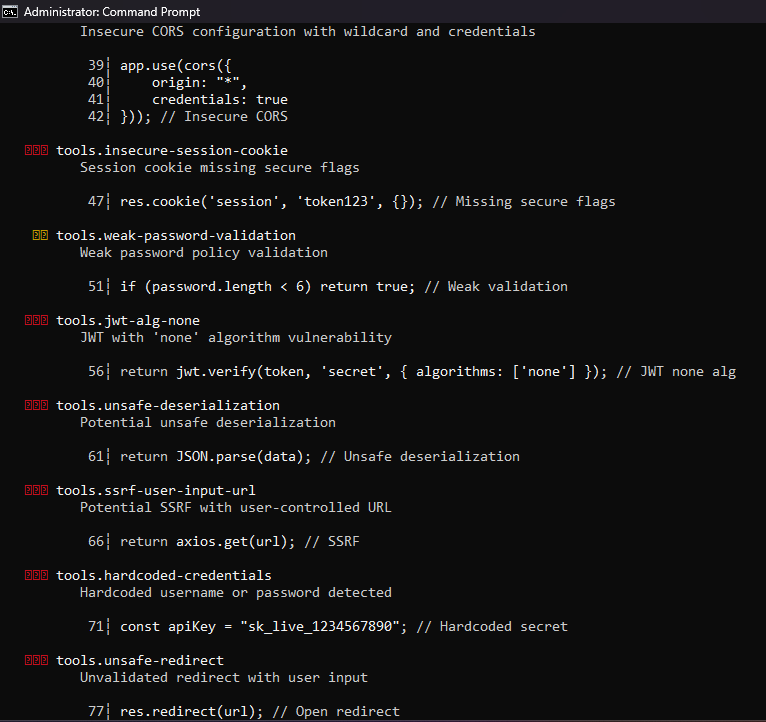 Administrator: Command Prompt
Insecure CORS configuration with wildcard and credentials
39¦ app.use(cors({
40¦     origin: "*",
41¦     credentials: true
42¦ })); // Insecure CORS
tools.insecure-session-cookie
Session cookie missing secure flags
47¦ res.cookie('session', 'token123', {}); // Missing secure flags
tools.weak-password-validation
Weak password policy validation
51¦ if (password.length < 6) return true; // Weak validation
tools.jwt-alg-none
JWT with 'none' algorithm vulnerability
56¦ return jwt.verify(token, 'secret', { algorithms: ['none'] }); // JWT none alg
tools.unsafe-deserialization
Potential unsafe deserialization
61¦ return JSON.parse(data); // Unsafe deserialization
tools.ssrf-user-input-url
Potential SSRF with user-controlled URL
66¦ return axios.get(url); // SSRF
tools.hardcoded-credentials
Hardcoded username or password detected
71¦ const apiKey = "sk_live_1234567890"; // Hardcoded secret
tools.unsafe-redirect
Unvalidated redirect with user input
77¦ res.redirect(url); // Open redirect